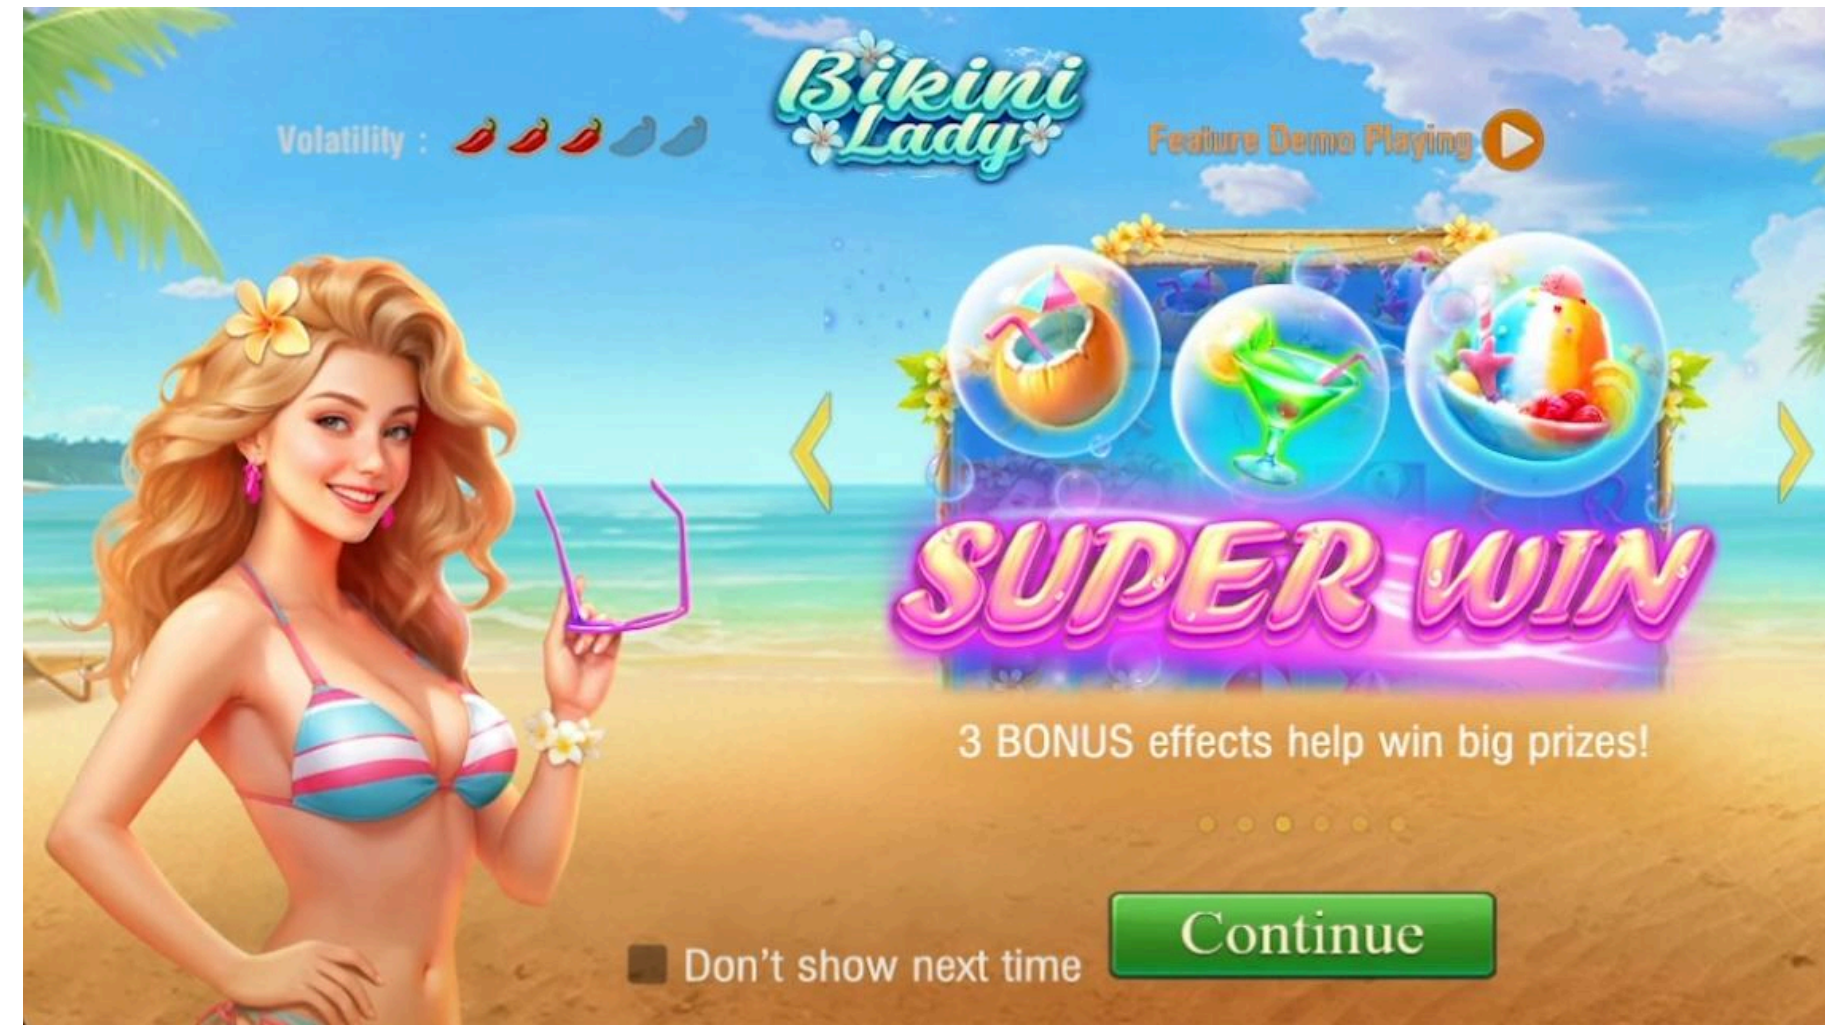 Bikini
Lady
Volatility :
Feature Demo Playing
SUPER WIN
3 BONUS effects help win big prizes!
Don't show next time
Continue